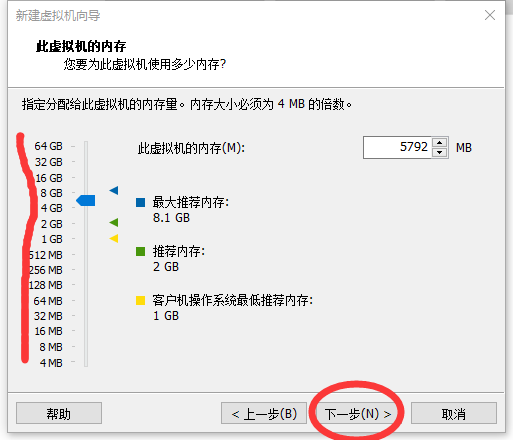 新建虚拟机向导
此虚拟机的内存
您要为此虚拟机使用多少内存?
指定分配给此虚拟机的内存量。内存大小必须为 4 MB 的倍数。
64 GB
32 GB
16 GB
8 GB
4 GB
2 GB
1 GB
512 MB
256 MB
128 MB
64 MB
32 MB
16 MB
8 MB
4 MB
此虚拟机的内存(M):
5792 MB
最大推荐内存:
8.1 GB
推荐内存:
2 GB
客户机操作系统最低推荐内存:
1 GB
帮助
< 上一步(B)
下一步(N) >
取消